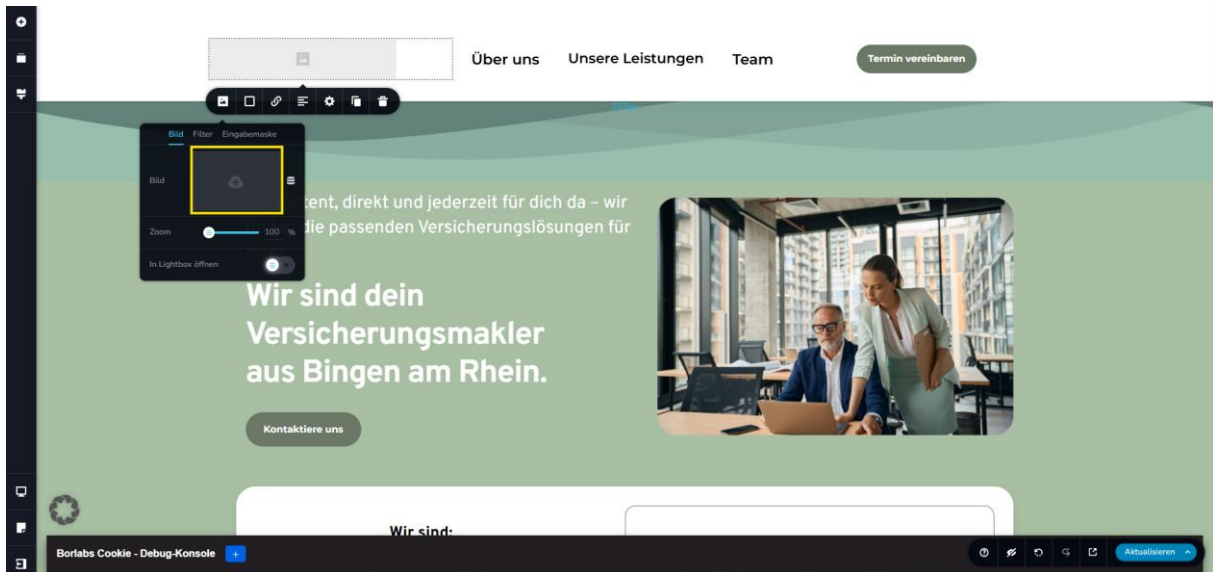 Über uns
Unsere Leistungen
Team
Termin vereinbaren
Bild Filter Eingabemaske
Bild
Zoom 100 %
In Lightbox öffnen
tent, direkt und jederzeit für dich da – wir
die passenden Versicherungslösungen für
Wir sind dein
Versicherungsmakler
aus Bingen am Rhein.
Kontaktiere uns
Wir sind:
Borlabs Cookie - Debug-Konsole +
Aktualisieren